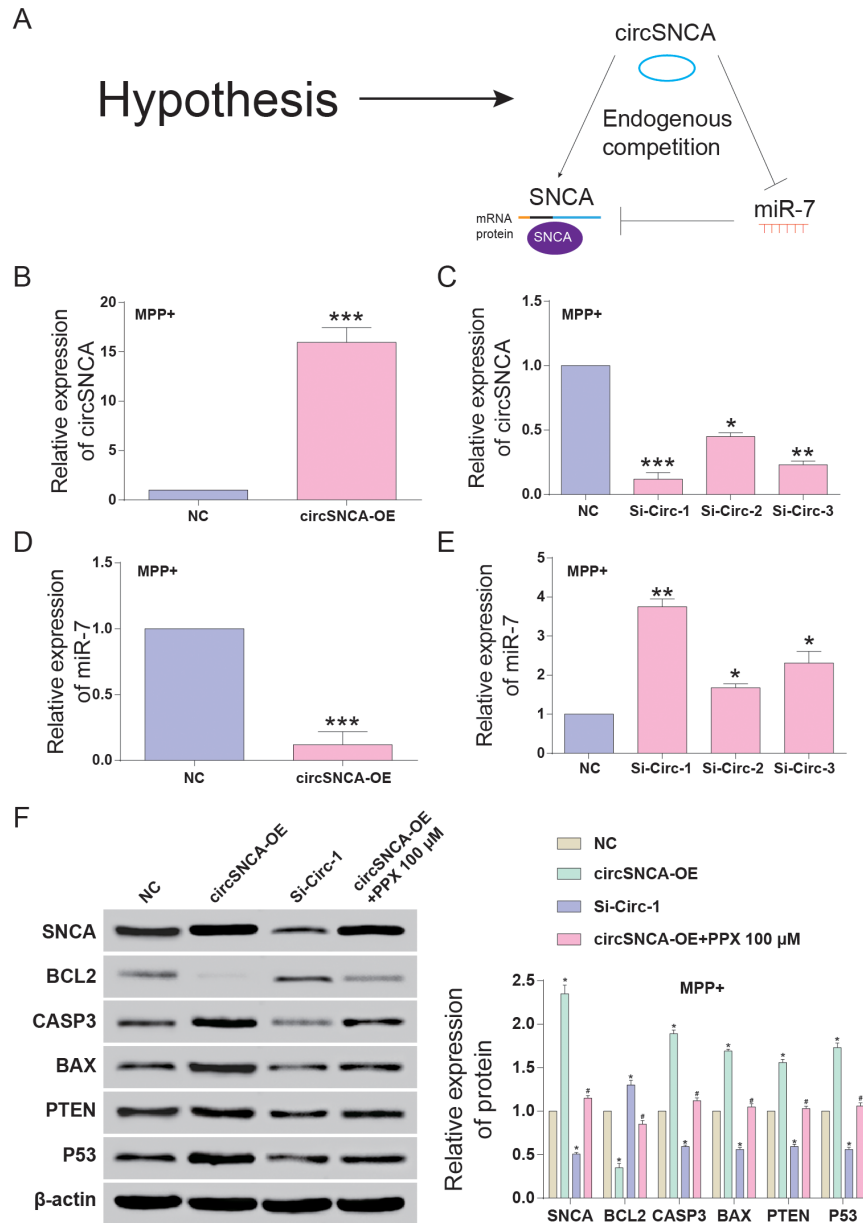 A
Hypothesis
circSNCA
Endogenous
competition
SNCA
mRNA
protein
SNCA
miR-7
B
Relative expression
of circSNCA
20
15
10
5
0
MPP+
***
NC
circSNCA-OE
C
Relative expression
of circSNCA
1.5
1.0
0.5
0.0
MPP+
***
*
**
NC
Si-Circ-1
Si-Circ-2
Si-Circ-3
D
Relative expression
of miR-7
1.5
1.0
0.5
0.0
MPP+
***
NC
circSNCA-OE
E
Relative expression
of miR-7
5
4
3
2
1
0
MPP+
**
*
*
NC
Si-Circ-1
Si-Circ-2
Si-Circ-3
F
NC
circSNCA-OE
Si-Circ-1
circSNCA-OE
+PPX 100 μM
SNCA
BCL2
CASP3
BAX
PTEN
P53
β-actin
NC
circSNCA-OE
Si-Circ-1
circSNCA-OE+PPX 100 μM
Relative expression
of protein
2.5
2.0
1.5
1.0
0.5
0.0
MPP+
* * #
* * #
* * #
* * #
* * #
* * #
SNCA
BCL2
CASP3
BAX
PTEN
P53